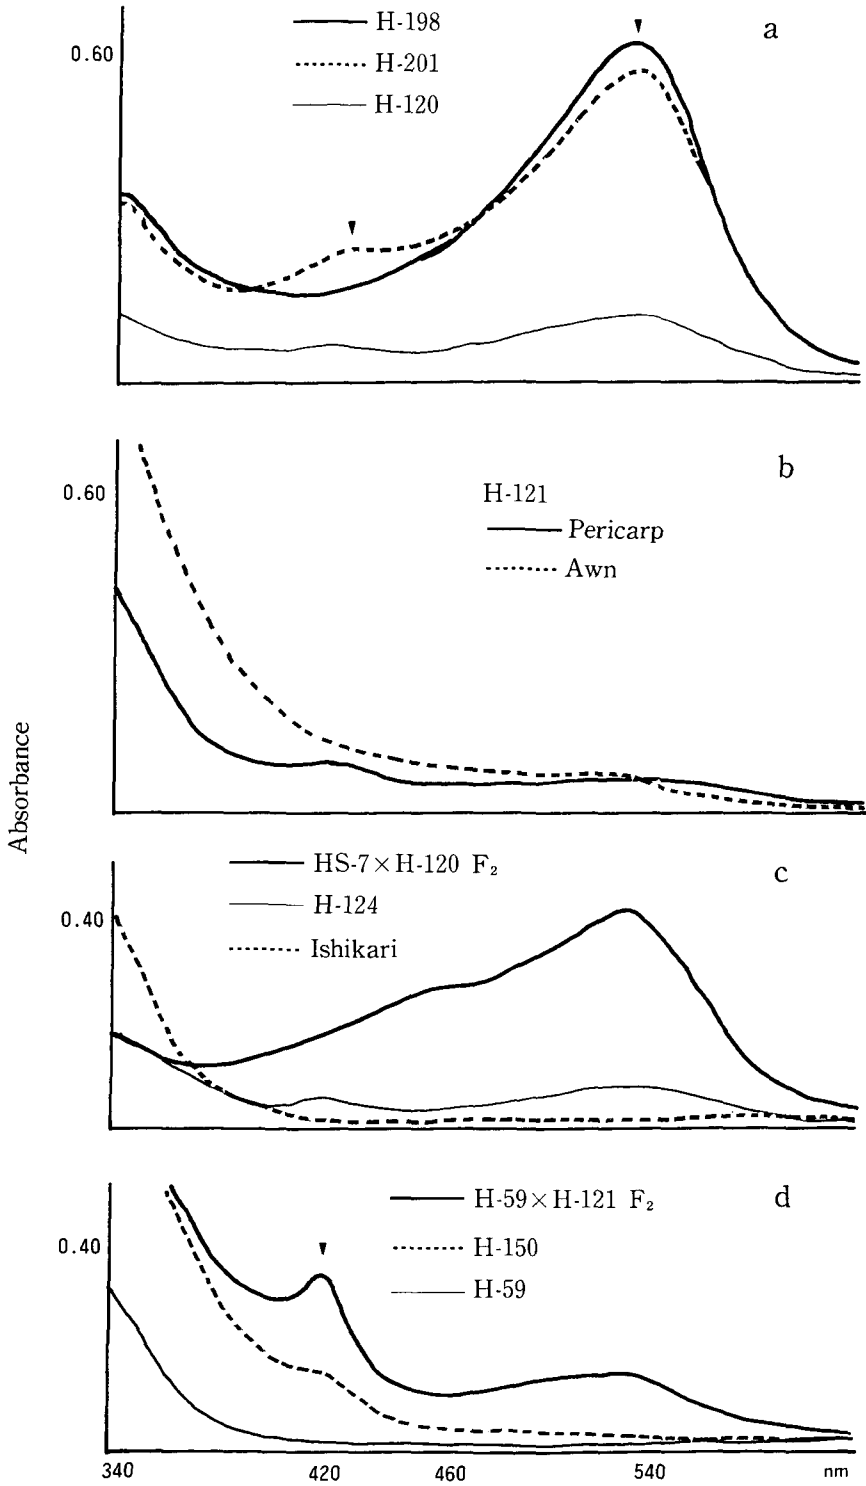 0.60
H-198
H-201
H-120
a
0.60
H-121
Pericarp
Awn
b
Absorbance
0.40
HS-7×H-120 F₂
H-124
Ishikari
c
0.40
H-59×H-121 F₂
H-150
H-59
d
340 420 460 540 nm